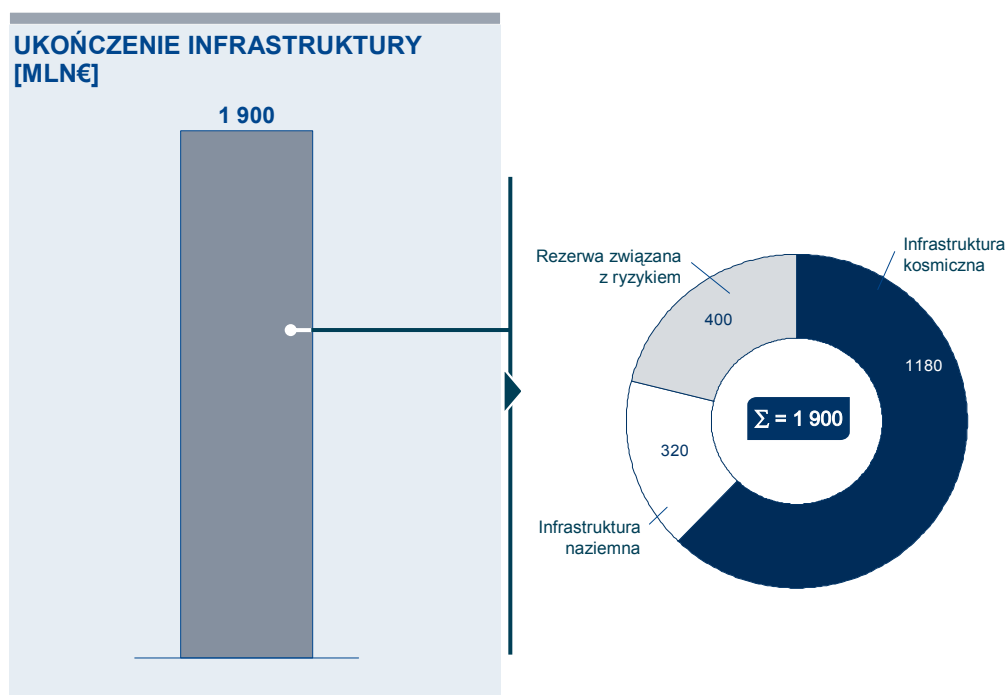 UKOŃCZENIE INFRASTRUKTURY
[MLN€]
1 900
Rezerwa związana
z ryzykiem
400
Infrastruktura
kosmiczna
1180
Σ = 1 900
320
Infrastruktura
naziemna